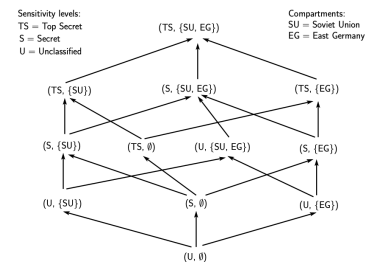 Sensitivity levels:
TS = Top Secret
S = Secret
U = Unclassified
Compartments:
SU = Soviet Union
EG = East Germany
(TS, {SU, EG})
(TS, {SU}) (S, {SU, EG}) (TS, {EG})
(S, {SU}) (TS, ∅) (U, {SU, EG}) (S, {EG})
(U, {SU}) (S, ∅) (U, {EG})
(U, ∅)